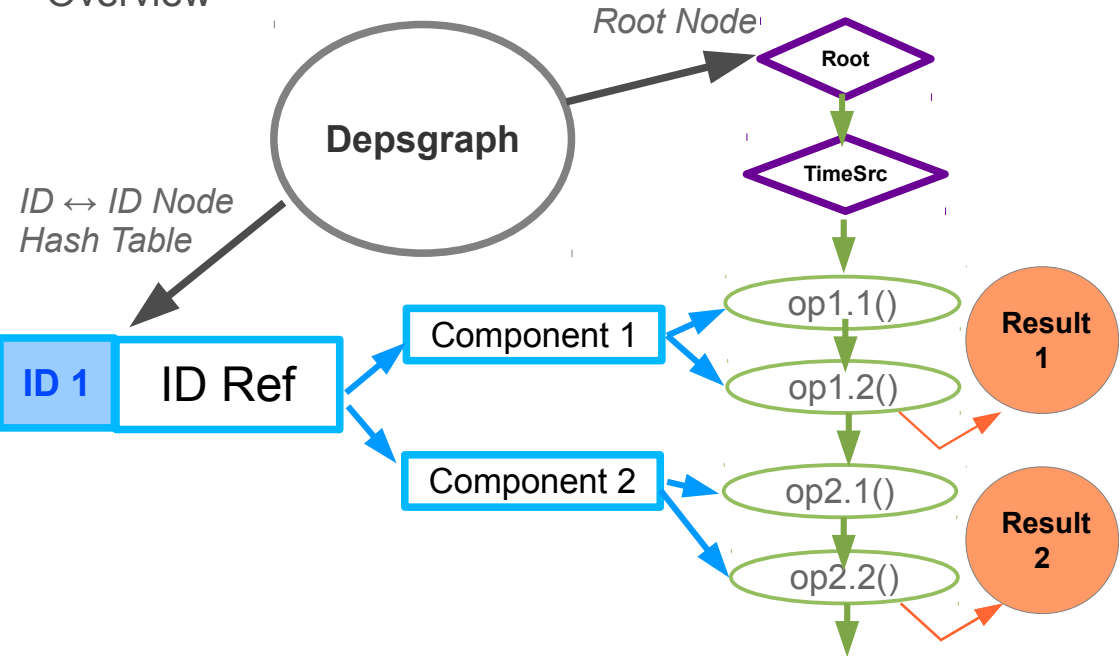 Overview
Root Node
Root
Depsgraph
TimeSrc
ID ↔ ID Node
Hash Table
op1.1()
Result
1
Component 1
ID 1
ID Ref
op1.2()
Component 2
op2.1()
Result
2
op2.2()